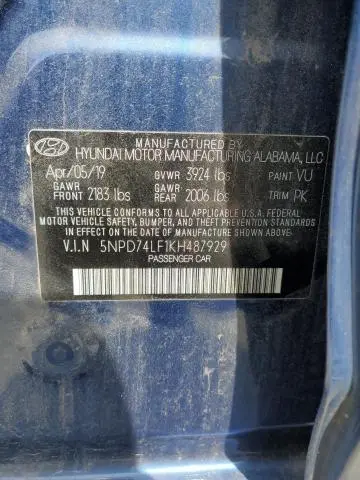 MANUFACTURED BY
HYUNDAI MOTOR MANUFACTURING ALABAMA, LLC
Apr/05/19 GVWR 3924 lbs PAINT VU
GAWR FRONT 2183 lbs GAWR REAR 2006 lbs TRIM PK
THIS VEHICLE CONFORMS TO ALL APPLICABLE U.S.A. FEDERAL
MOTOR VEHICLE SAFETY, BUMPER, AND THEFT PREVENTION
STANDARDS IN EFFECT ON THE DATE OF MANUFACTURE SHOWN ABOVE.
V.I.N 5NPD74LF1KH487929
PASSENGER CAR